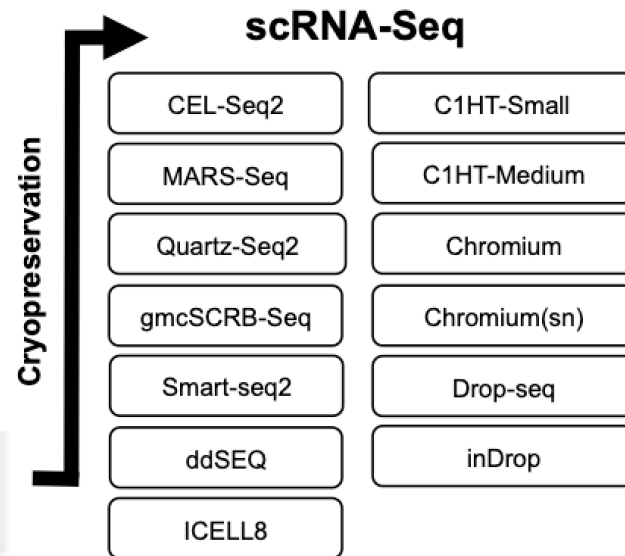 scRNA-Seq
Cryopreservation
CEL-Seq2
C1HT-Small
MARS-Seq
C1HT-Medium
Quartz-Seq2
Chromium
gmcSCRB-Seq
Chromium(sn)
Smart-seq2
Drop-seq
ddSEQ
inDrop
ICELL8